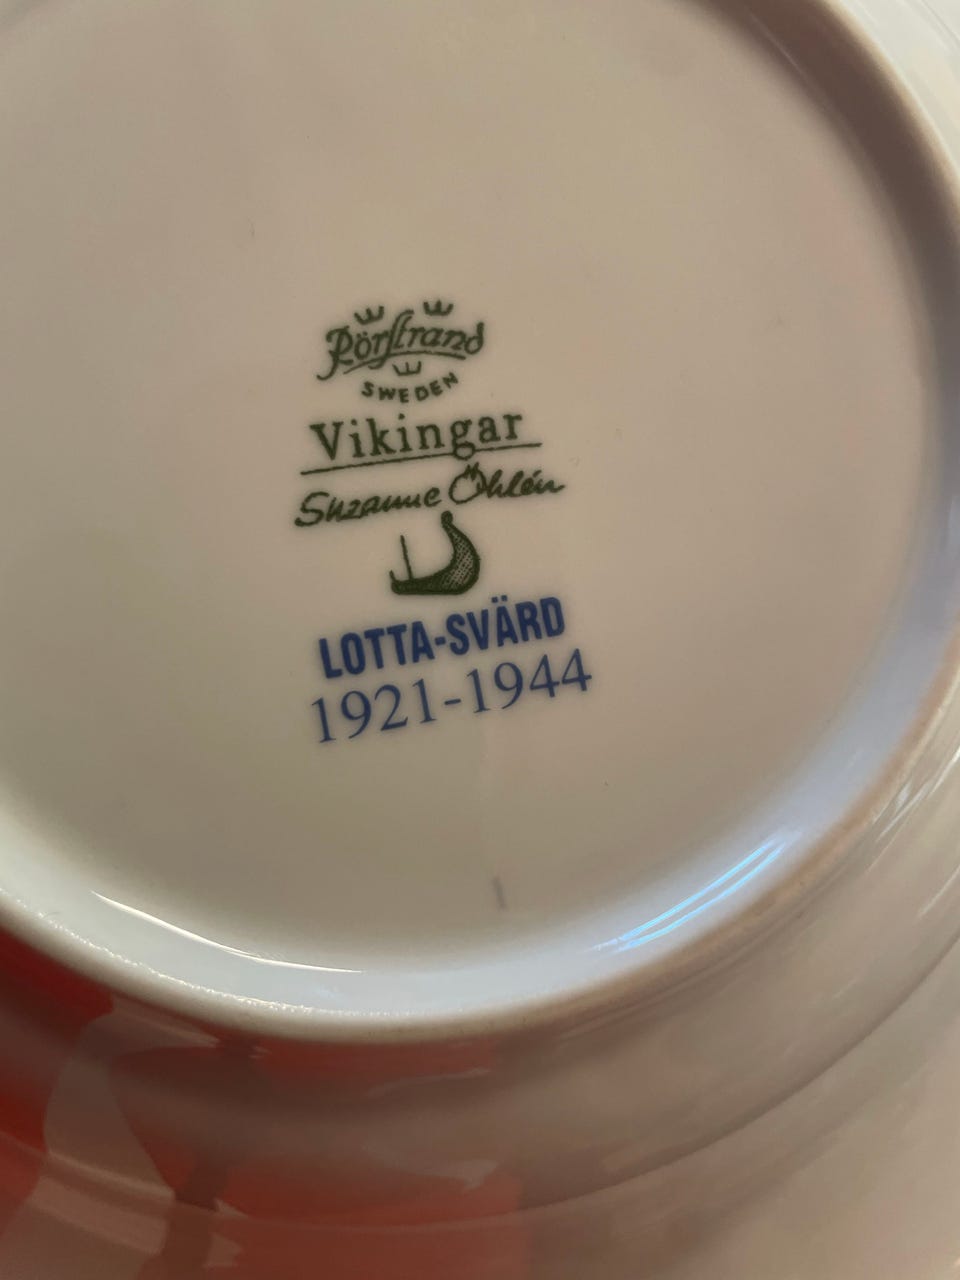 Rörstrand
SWEDEN
Vikingar
Suzanne Öhlén
LOTTA-SVÄRD
1921-1944